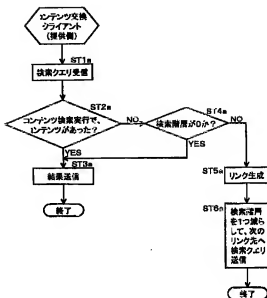 コンテンツ交換
クライアント
(提供側)
ST1a
検索クエリ受信
ST2a
コンテンツ検索実行で、
コンテンツがあった?
NO
YES
ST4a
検索階層が0か?
NO
YES
ST3a
結果送信
終了
ST5a
リンク生成
ST6a
検索階層
を1つ減ら
して、次の
リンク先へ
検索クエリ
送信
終了